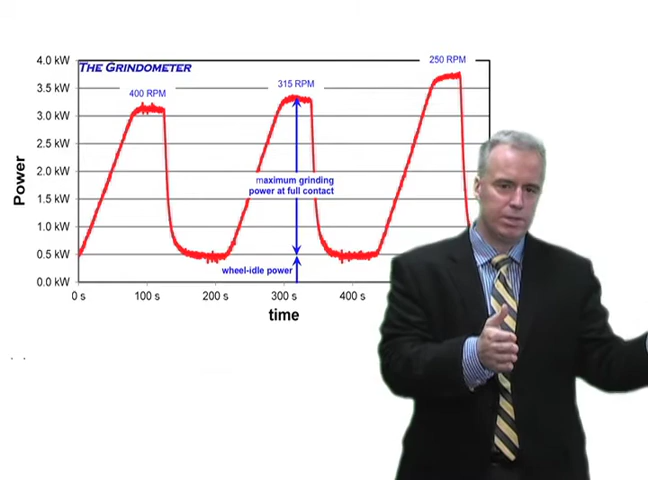 4.0 kW
THE GRINDOMETER
250 RPM
315 RPM
400 RPM
3.5 kW
3.0 kW
2.5 kW
maximum grinding
power at full contact
2.0 kW
1.5 kW
1.0 kW
0.5 kW
wheel-idle power
0.0 kW
Power
0 s
100 s
200 s
300 s
400 s
time